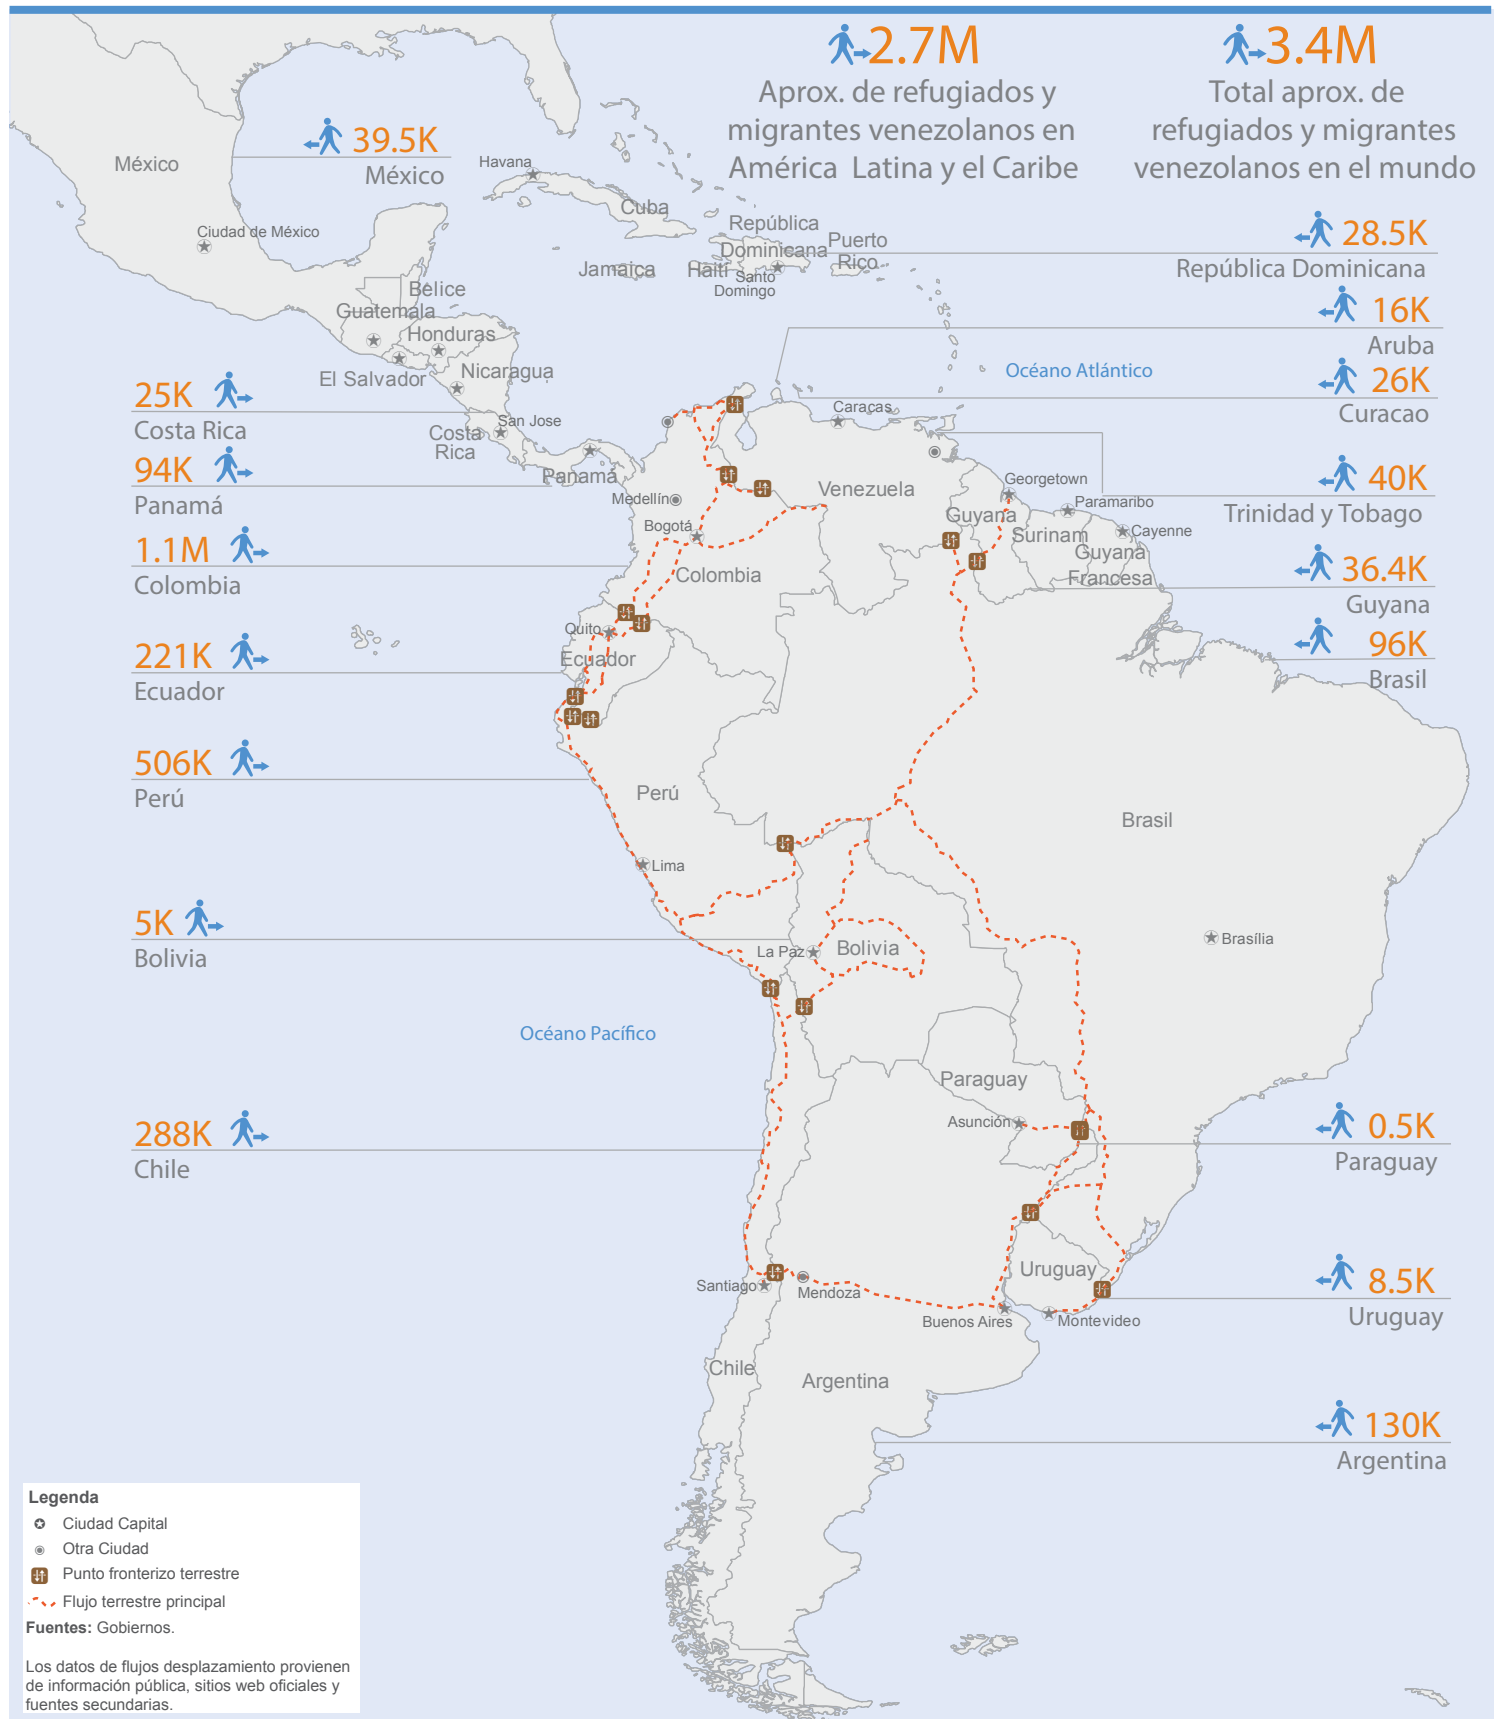 2.7M
Aprox. de refugiados y
migrantes venezolanos en
América Latina y el Caribe
3.4M
Total aprox. de
refugiados y migrantes
venezolanos en el mundo
39.5K
México
México
Ciudad de México
Havana
Cuba
República
Dominicana
Puerto
Rico
Jamaica
Haití
Santo
Domingo
28.5K
República Dominicana
Belice
Guatemala
Honduras
El Salvador
Nicaragua
16K
Aruba
Océano Atlántico
26K
Curacao
25K
Costa Rica
Costa
Rica
San Jose
Caracas
94K
Panamá
Panamá
Medellín
Bogotá
Venezuela
Georgetown
Paramaribo
Cayenne
Guyana
Surinam
Guyana
Francesa
40K
Trinidad y Tobago
1.1M
Colombia
Colombia
36.4K
Guyana
221K
Ecuador
Quito
Ecuador
96K
Brasil
506K
Perú
Perú
Lima
Brasil
5K
Bolivia
La Paz
Bolivia
Brasília
Océano Pacífico
Paraguay
Asunción
288K
Chile
0.5K
Paraguay
Santiago
Mendoza
Buenos Aires
Uruguay
Montevideo
8.5K
Uruguay
Chile
Argentina
130K
Argentina
Legenda
Ciudad Capital
Otra Ciudad
Punto fronterizo terrestre
Flujo terrestre principal
Fuentes: Gobiernos.
Los datos de flujos desplazamiento provienen
de información pública, sitios web oficiales y
fuentes secundarias.